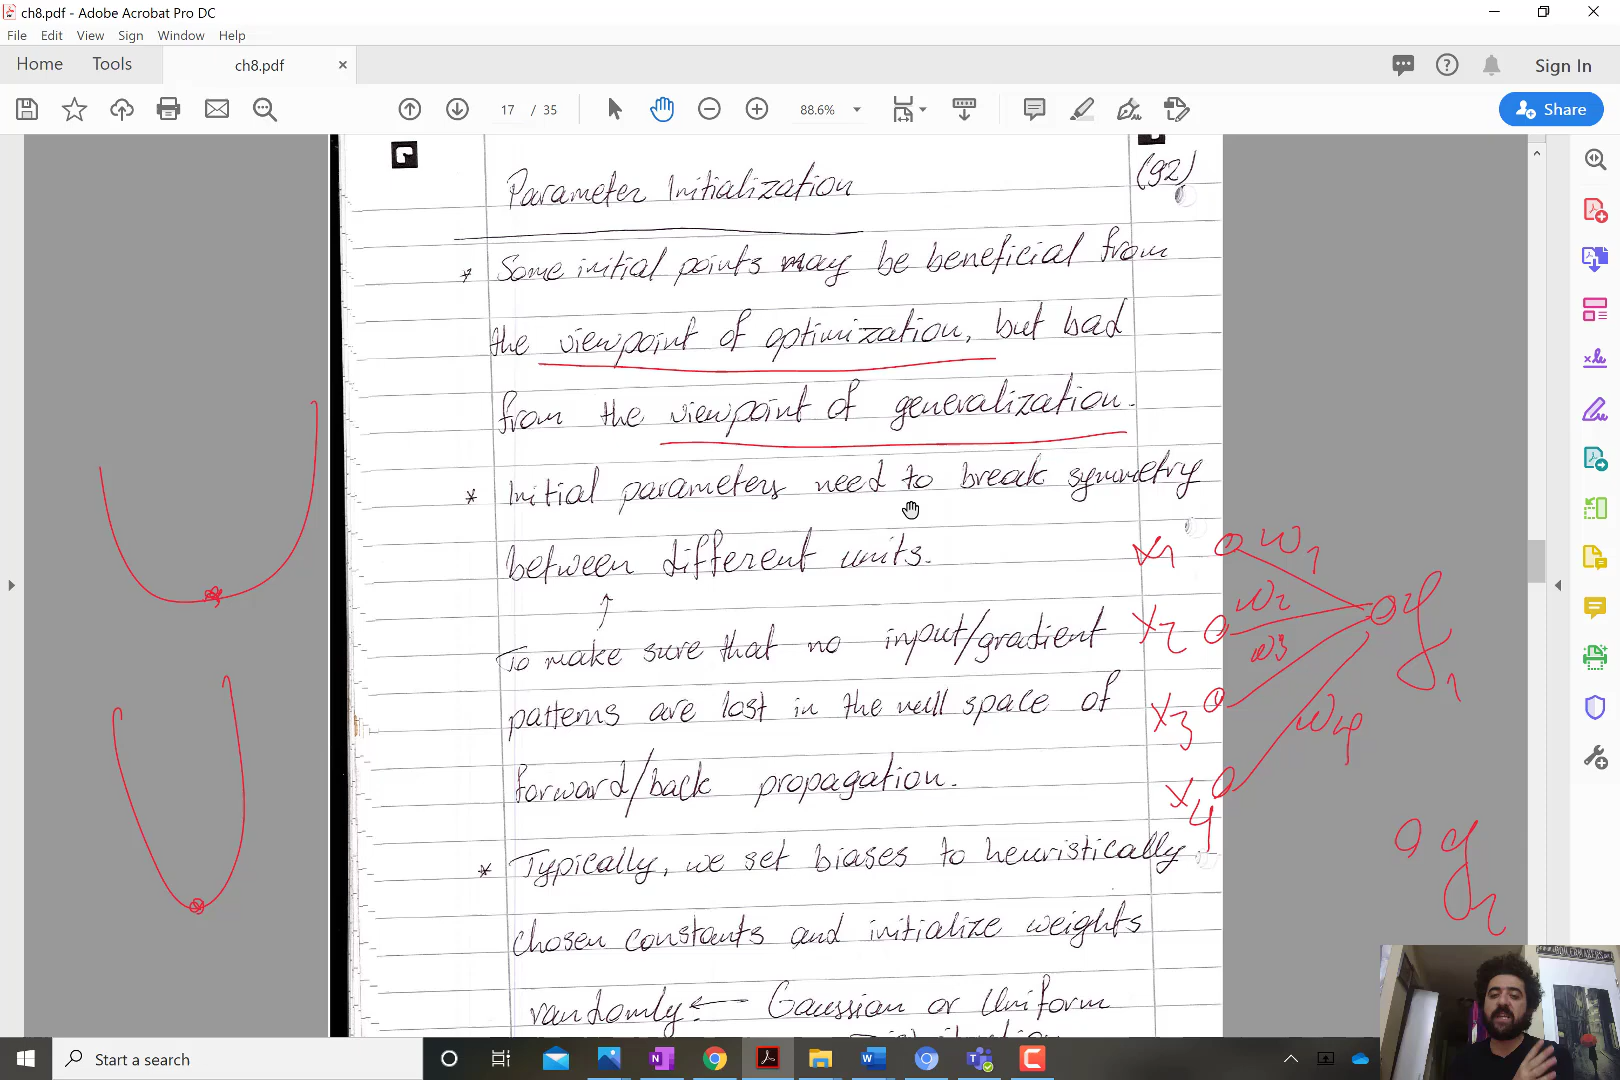 ch8.pdf - Adobe Acrobat Pro DC
File Edit View Sign Window Help
Home Tools ch8.pdf Sign In
17 / 35 88.6% Share
Parameter Initialization (92)
* Some initial points may be beneficial from
the viewpoint of optimization, but bad
from the viewpoint of generalization.
* Initial parameters need to break symmetry
between different units.
To make sure that no input/gradient
patterns are lost in the null space of
forward/back propagation.
* Typically, we set biases to heuristically
chosen constants and initialize weights
randomly. ← Gaussian or Uniform
x1 w1
x2 w2 y1
w3
x3 w4
x4
y2
Start a search